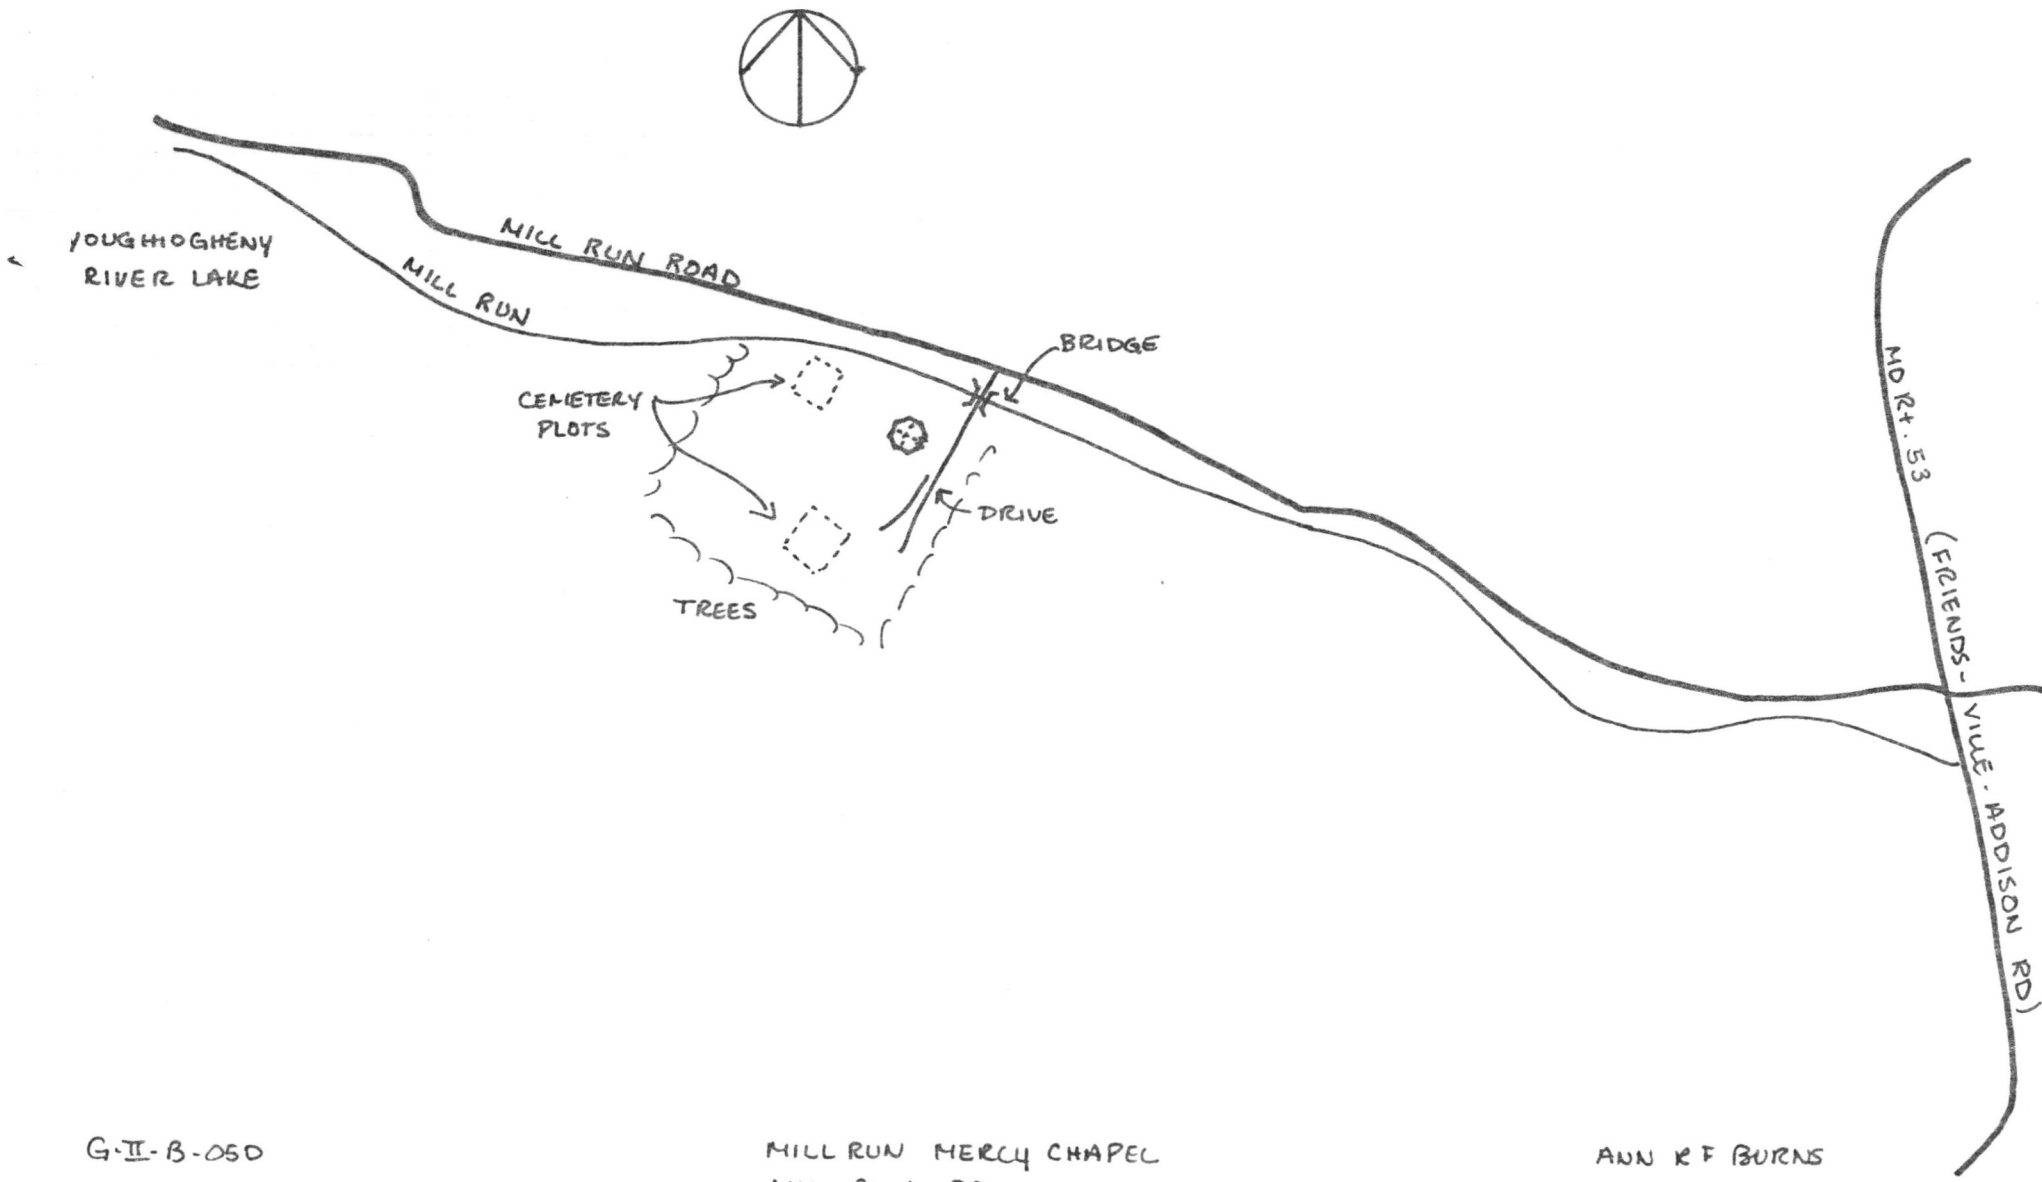 YOUGHIOGHENY
RIVER LAKE
MILL RUN ROAD
MILL RUN
BRIDGE
CEMETERY
PLOTS
DRIVE
TREES
MD Rt. 53 (FRIENDS-VILLE-ADDISON RD)
G-II-B-050
MILL RUN MERCY CHAPEL
ANN R F BURNS